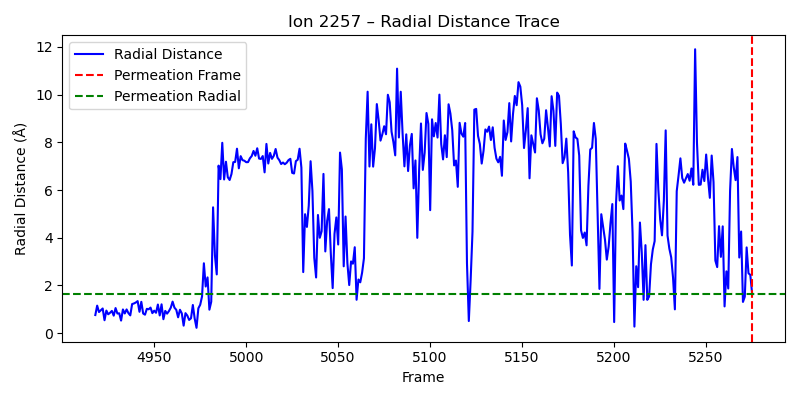 Ion 2257 – Radial Distance Trace
Radial Distance
Permeation Frame
Permeation Radial
Radial Distance (Å)
12
10
8
6
4
2
0
4950
5000
5050
5100
5150
5200
5250
Frame